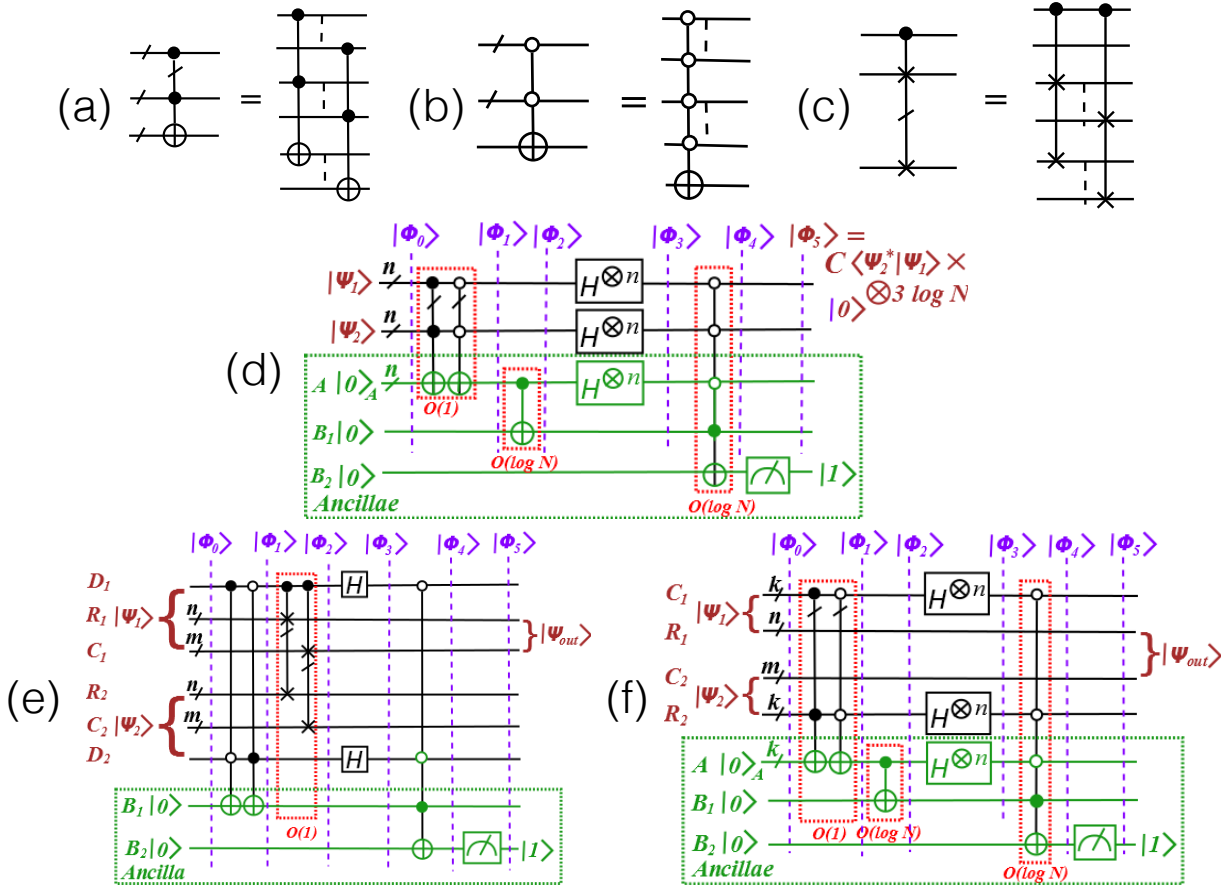 (a) = (b) = (c) =
|Φ₀⟩ |Φ₁⟩ |Φ₂⟩ |Φ₃⟩ |Φ₄⟩ |Φ₅⟩ =
C ⟨Ψ₂*|Ψ₁⟩ ×
|0⟩^⊗3 log N
|Ψ₁⟩ n H^⊗n
|Ψ₂⟩ n H^⊗n
(d)
A |0⟩_A n H^⊗n
O(1)
B₁|0⟩
O(log N)
B₂|0⟩ |1⟩
Ancillae O(log N)
|Φ₀⟩ |Φ₁⟩ |Φ₂⟩ |Φ₃⟩ |Φ₄⟩ |Φ₅⟩
D₁ H
R₁ |Ψ₁⟩ n
C₁ m
|Ψout⟩
(e)
R₂ n
C₂ |Ψ₂⟩ m
D₂ H
B₁ |0⟩
O(1)
B₂|0⟩ |1⟩
Ancilla
|Φ₀⟩ |Φ₁⟩ |Φ₂⟩ |Φ₃⟩ |Φ₄⟩ |Φ₅⟩
C₁ k H^⊗n
|Ψ₁⟩
R₁ n
|Ψout⟩
C₂ m
(f)
|Ψ₂⟩
R₂ k H^⊗n
A |0⟩_A k H^⊗n
B₁ |0⟩
O(1) O(log N)
B₂ |0⟩ |1⟩
Ancillae O(log N)